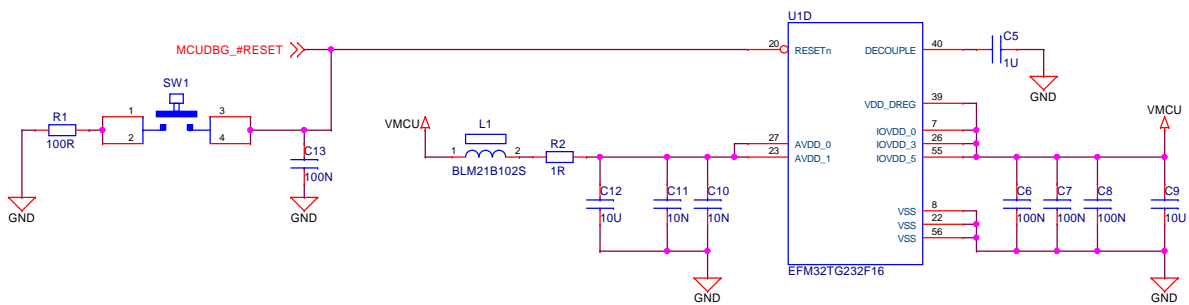 U1D
MCUDBG_#RESET
20
RESETn
DECOUPLE
40
C5
1U
GND
SW1
R1
100R
1
2
3
4
C13
100N
GND
GND
VMCU
L1
1
2
BLM21B102S
R2
1R
27
AVDD_0
23
AVDD_1
VDD_DREG
39
IOVDD_0
7
IOVDD_3
26
IOVDD_5
55
VMCU
C12
10U
C11
10N
C10
10N
GND
VSS
8
VSS
22
VSS
56
C6
100N
C7
100N
C8
100N
C9
10U
GND
EFM32TG232F16